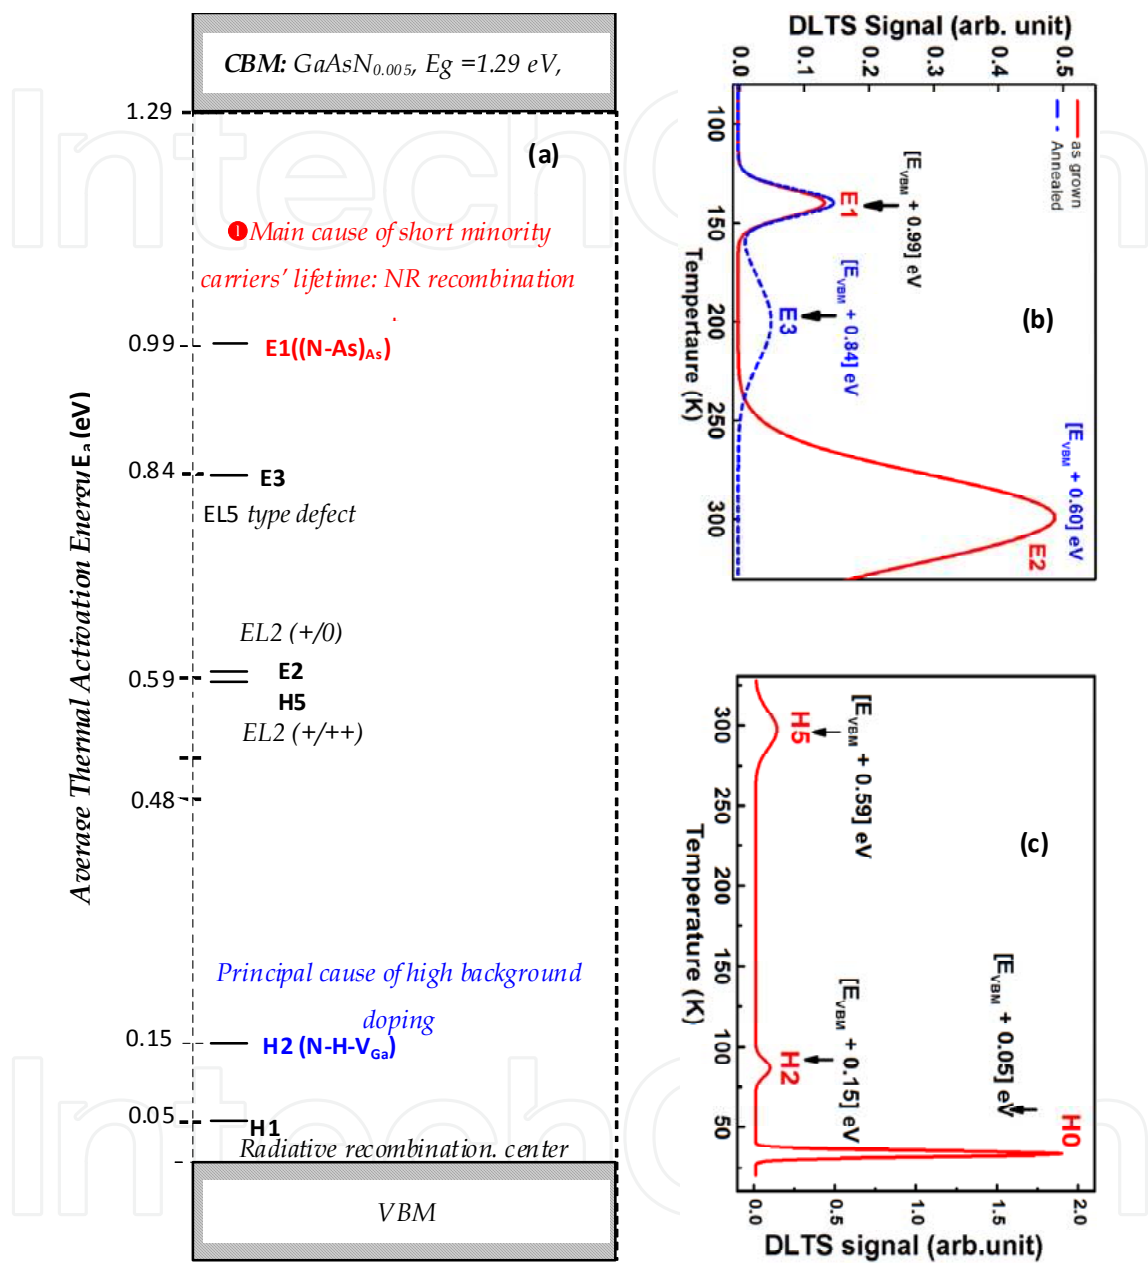 CBM: GaAsN0.005, Eg =1.29 eV,
1.29
(a)
❶Main cause of short minority
carriers' lifetime: NR recombination
0.99
E1((N-As)As)
0.84
E3
EL5 type defect
EL2 (+/0)
E2
0.59
H5
EL2 (+/++)
0.48
Principal cause of high background
doping
0.15
H2 (N-H-VGa)
0.05
H1
Radiative recombination. center
VBM
Average Thermal Activation Energy Ea (eV)
DLTS Signal (arb. unit)
0.0 0.1 0.2 0.3 0.4 0.5
as grown
Annealed
100
150
200
250
300
Tempertaure (K)
E1
[EVBM + 0.99] eV
E3
[EVBM + 0.84] eV
[EVBM + 0.60] eV
E2
(b)
300
250
200
150
100
50
Temperature (K)
H5
[EVBM + 0.59] eV
(c)
H2
[EVBM + 0.15] eV
[EVBM + 0.05] eV
H0
0.0 0.5 1.0 1.5 2.0
DLTS signal (arb.unit)
Intech
Intech